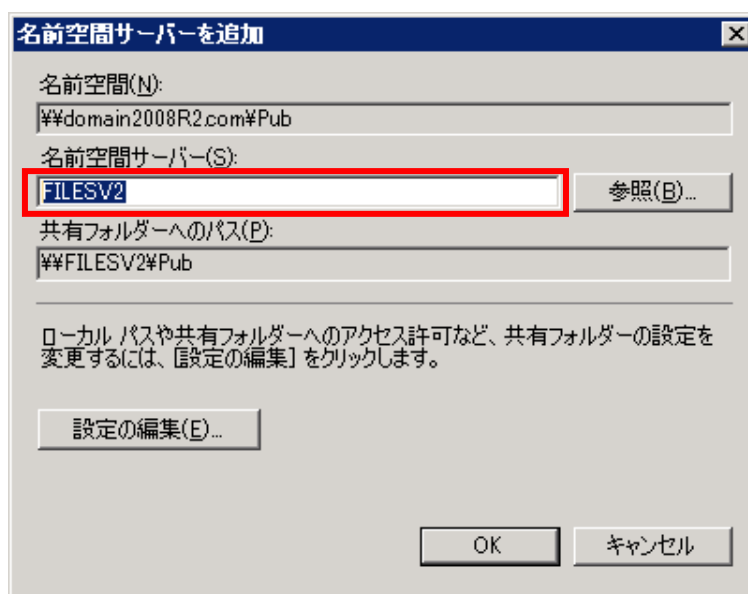 名前空間サーバーを追加
名前空間(N):
¥¥domain2008R2.com¥Pub
名前空間サーバー(S):
FILESV2
参照(B)...
共有フォルダーへのパス(P):
¥¥FILESV2¥Pub
ローカル パスや共有フォルダーへのアクセス許可など、共有フォルダーの設定を
変更するには、[設定の編集] をクリックします。
設定の編集(E)...
OK
キャンセル